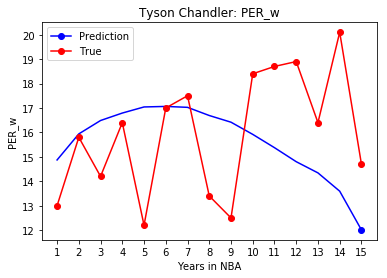 Tyson Chandler: PER_w
Prediction
True
20
19
18
17
16
15
14
13
12
PER_w
1 2 3 4 5 6 7 8 9 10 11 12 13 14 15
Years in NBA